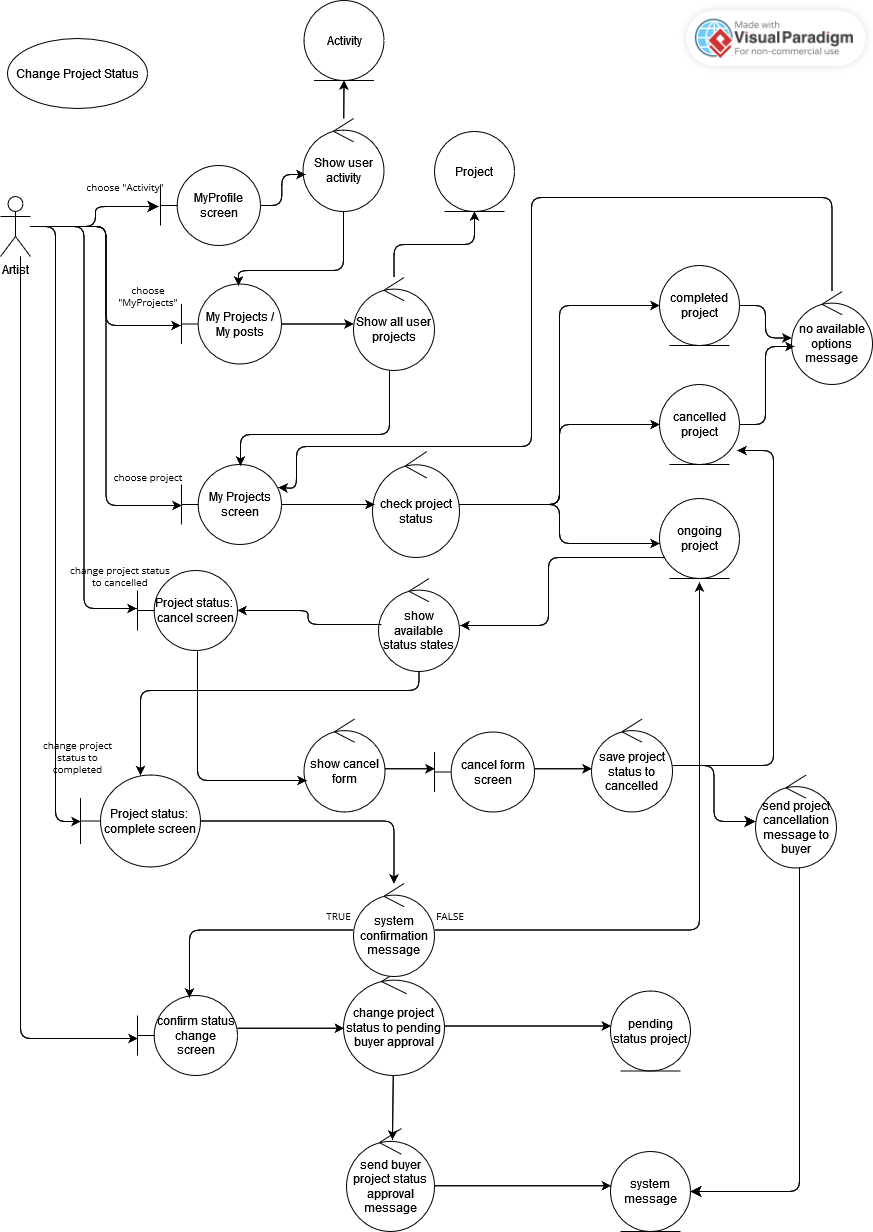 Made with
VisualParadigm
For non-commercial use
Activity
Change Project Status
Show user
activity
Project
choose "Activity"
MyProfile
screen
Artist
choose
"MyProjects"
My Projects /
My posts
Show all user
projects
completed
project
no available
options
message
cancelled
project
choose project
My Projects
screen
check project
status
ongoing
project
change project status
to cancelled
Project status:
cancel screen
show
available
status states
change project
status to
completed
show cancel
form
cancel form
screen
save project
status to
cancelled
Project status:
complete screen
send project
cancellation
message to
buyer
TRUE
FALSE
system
confirmation
message
confirm status
change
screen
change project
status to pending
buyer approval
pending
status project
send buyer
project status
approval
message
system
message